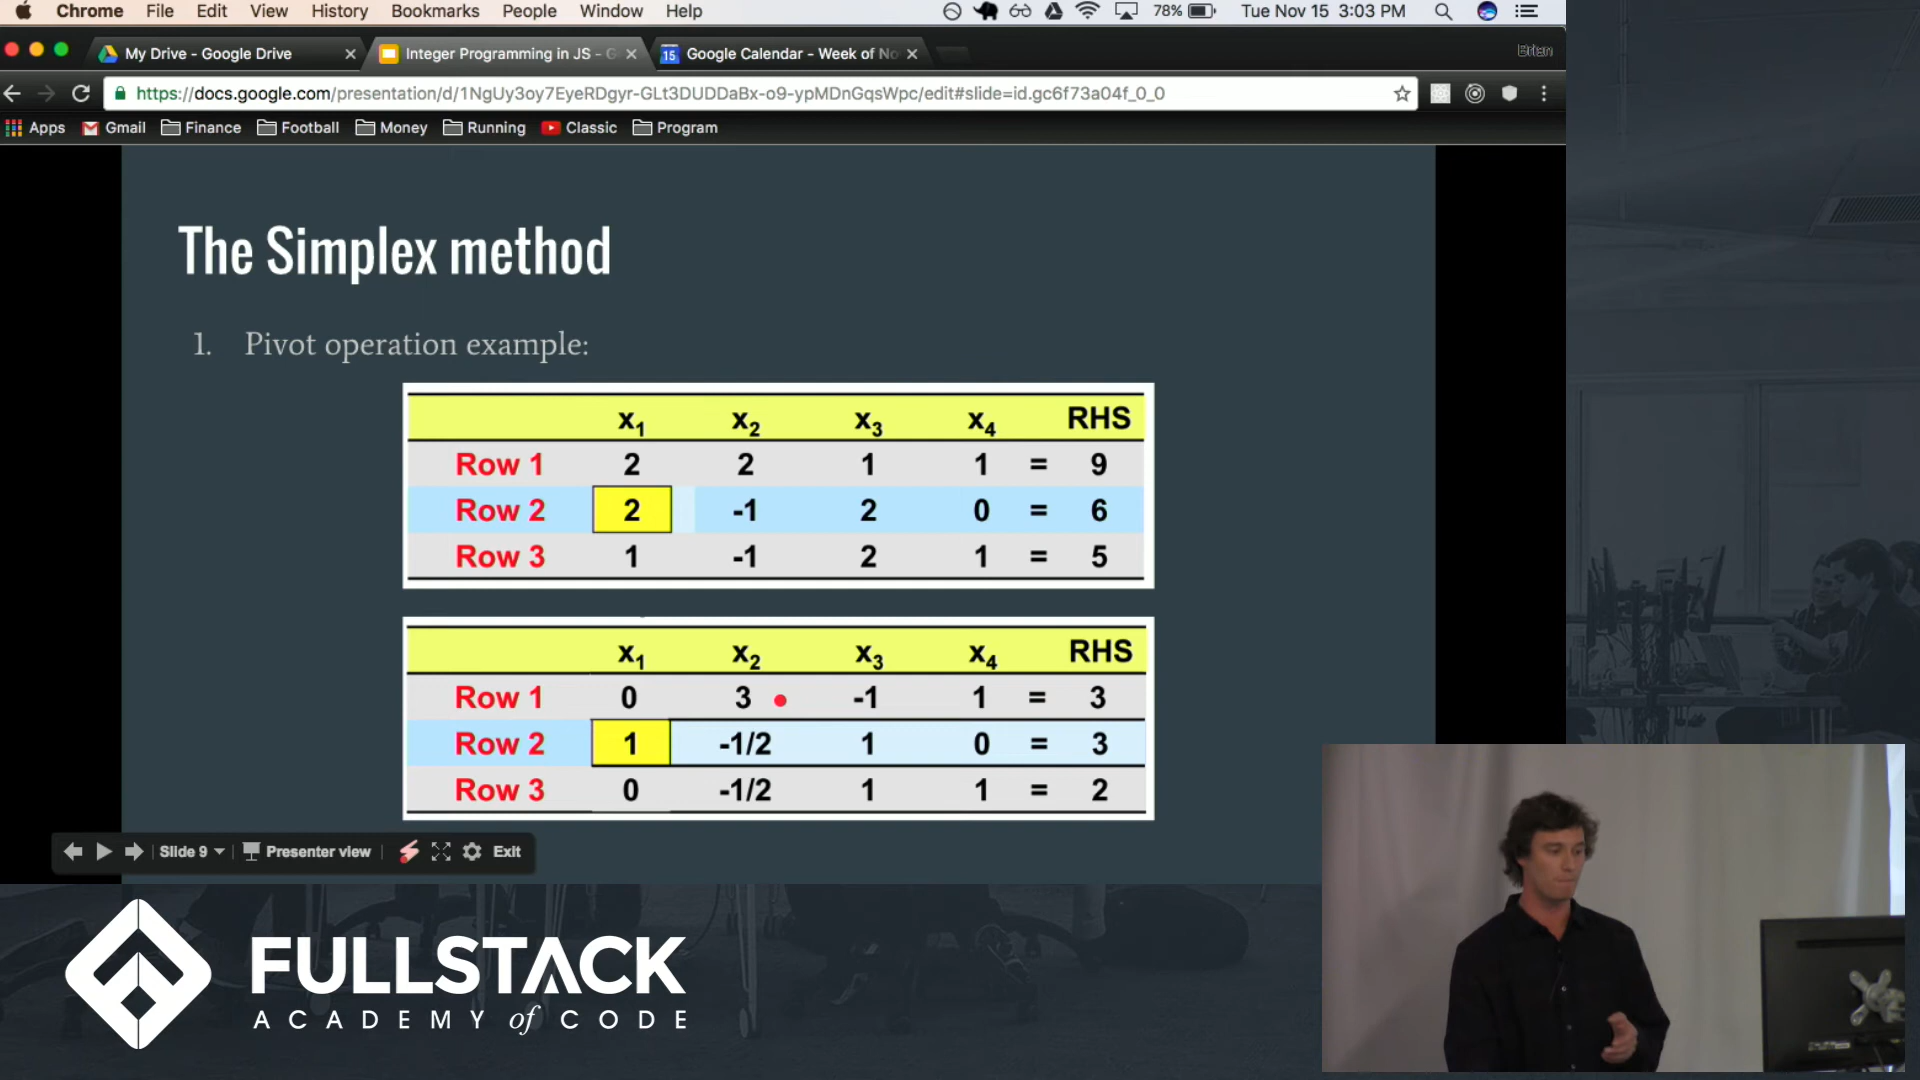 Chrome File Edit View History Bookmarks People Window Help 78% Tue Nov 15 3:03 PM
My Drive - Google Drive Integer Programming in JS - G 15 Google Calendar - Week of No Brian
https://docs.google.com/presentation/d/1NgUy3oy7EyeRDgyr-GLt3DUDDaBx-o9-ypMDnGqsWpc/edit#slide=id.gc6f73a04f_0_0
Apps Gmail Finance Football Money Running Classic Program
The Simplex method
1. Pivot operation example:
x1 x2 x3 x4 RHS
Row 1 2 2 1 1 = 9
Row 2 2 -1 2 0 = 6
Row 3 1 -1 2 1 = 5
x1 x2 x3 x4 RHS
Row 1 0 3 -1 1 = 3
Row 2 1 -1/2 1 0 = 3
Row 3 0 -1/2 1 1 = 2
Slide 9 Presenter view Exit
FULLSTACK
ACADEMY of CODE